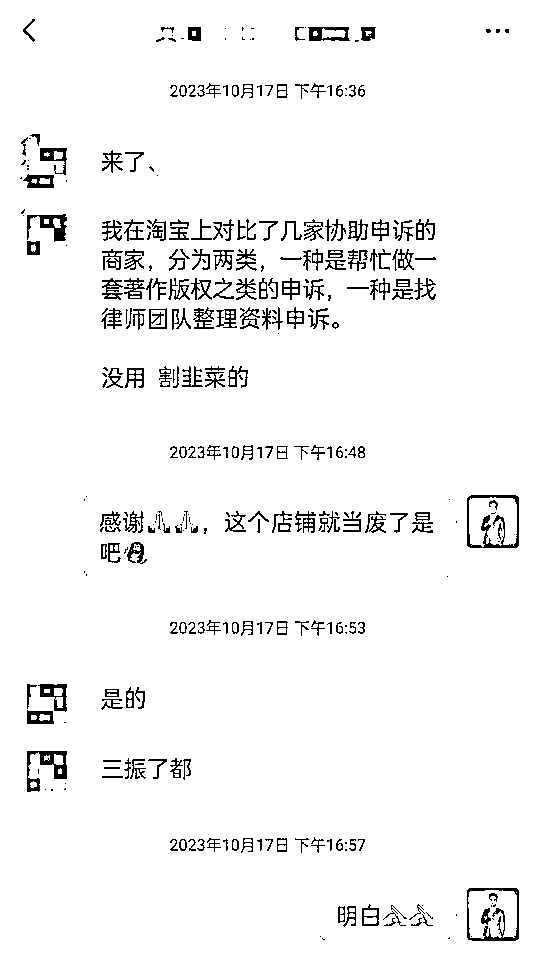 2023年10月17日 下午16:36
来了、
我在淘宝上对比了几家协助申诉的
商家，分为两类，一种是帮忙做一
套著作版权之类的申诉，一种是找
律师团队整理资料申诉。
没用 割韭菜的
2023年10月17日 下午16:48
感谢🙏🙏，这个店铺就当废了是
吧
2023年10月17日 下午16:53
是的
三振了都
2023年10月17日 下午16:57
明白🙏🙏